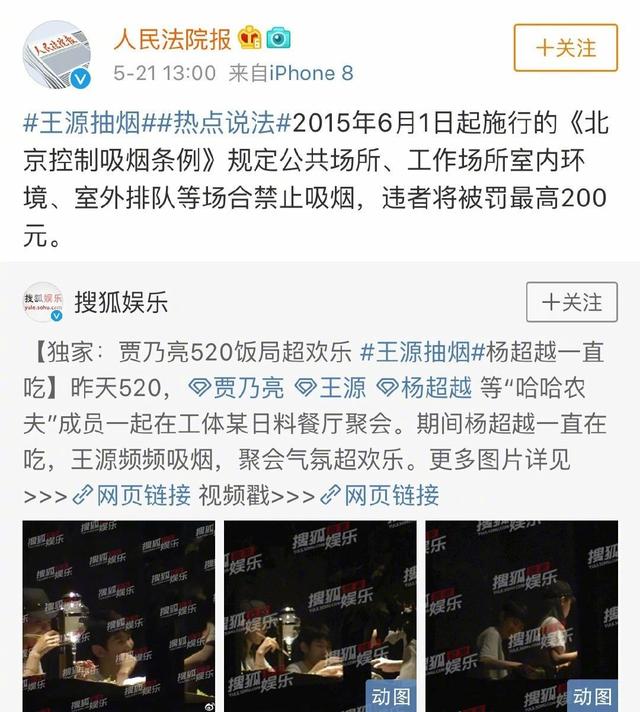 人民法院报
+关注
5-21 13:00 来自iPhone 8
#王源抽烟##热点说法#2015年6月1日起施行的《北
京控制吸烟条例》规定公共场所、工作场所室内环
境、室外排队等场合禁止吸烟，违者将被罚最高200
元。
搜狐娱乐
+关注
【独家：贾乃亮520饭局超欢乐 #王源抽烟#杨超越一直
吃】昨天520，贾乃亮 王源 杨超越 等“哈哈农
夫”成员一起在工体某日料餐厅聚会。期间杨超越一直在
吃，王源频频吸烟，聚会气氛超欢乐。更多图片详见
>>>网页链接 视频戳>>>网页链接
搜狐娱乐
搜狐娱乐
搜狐娱乐
动图
动图